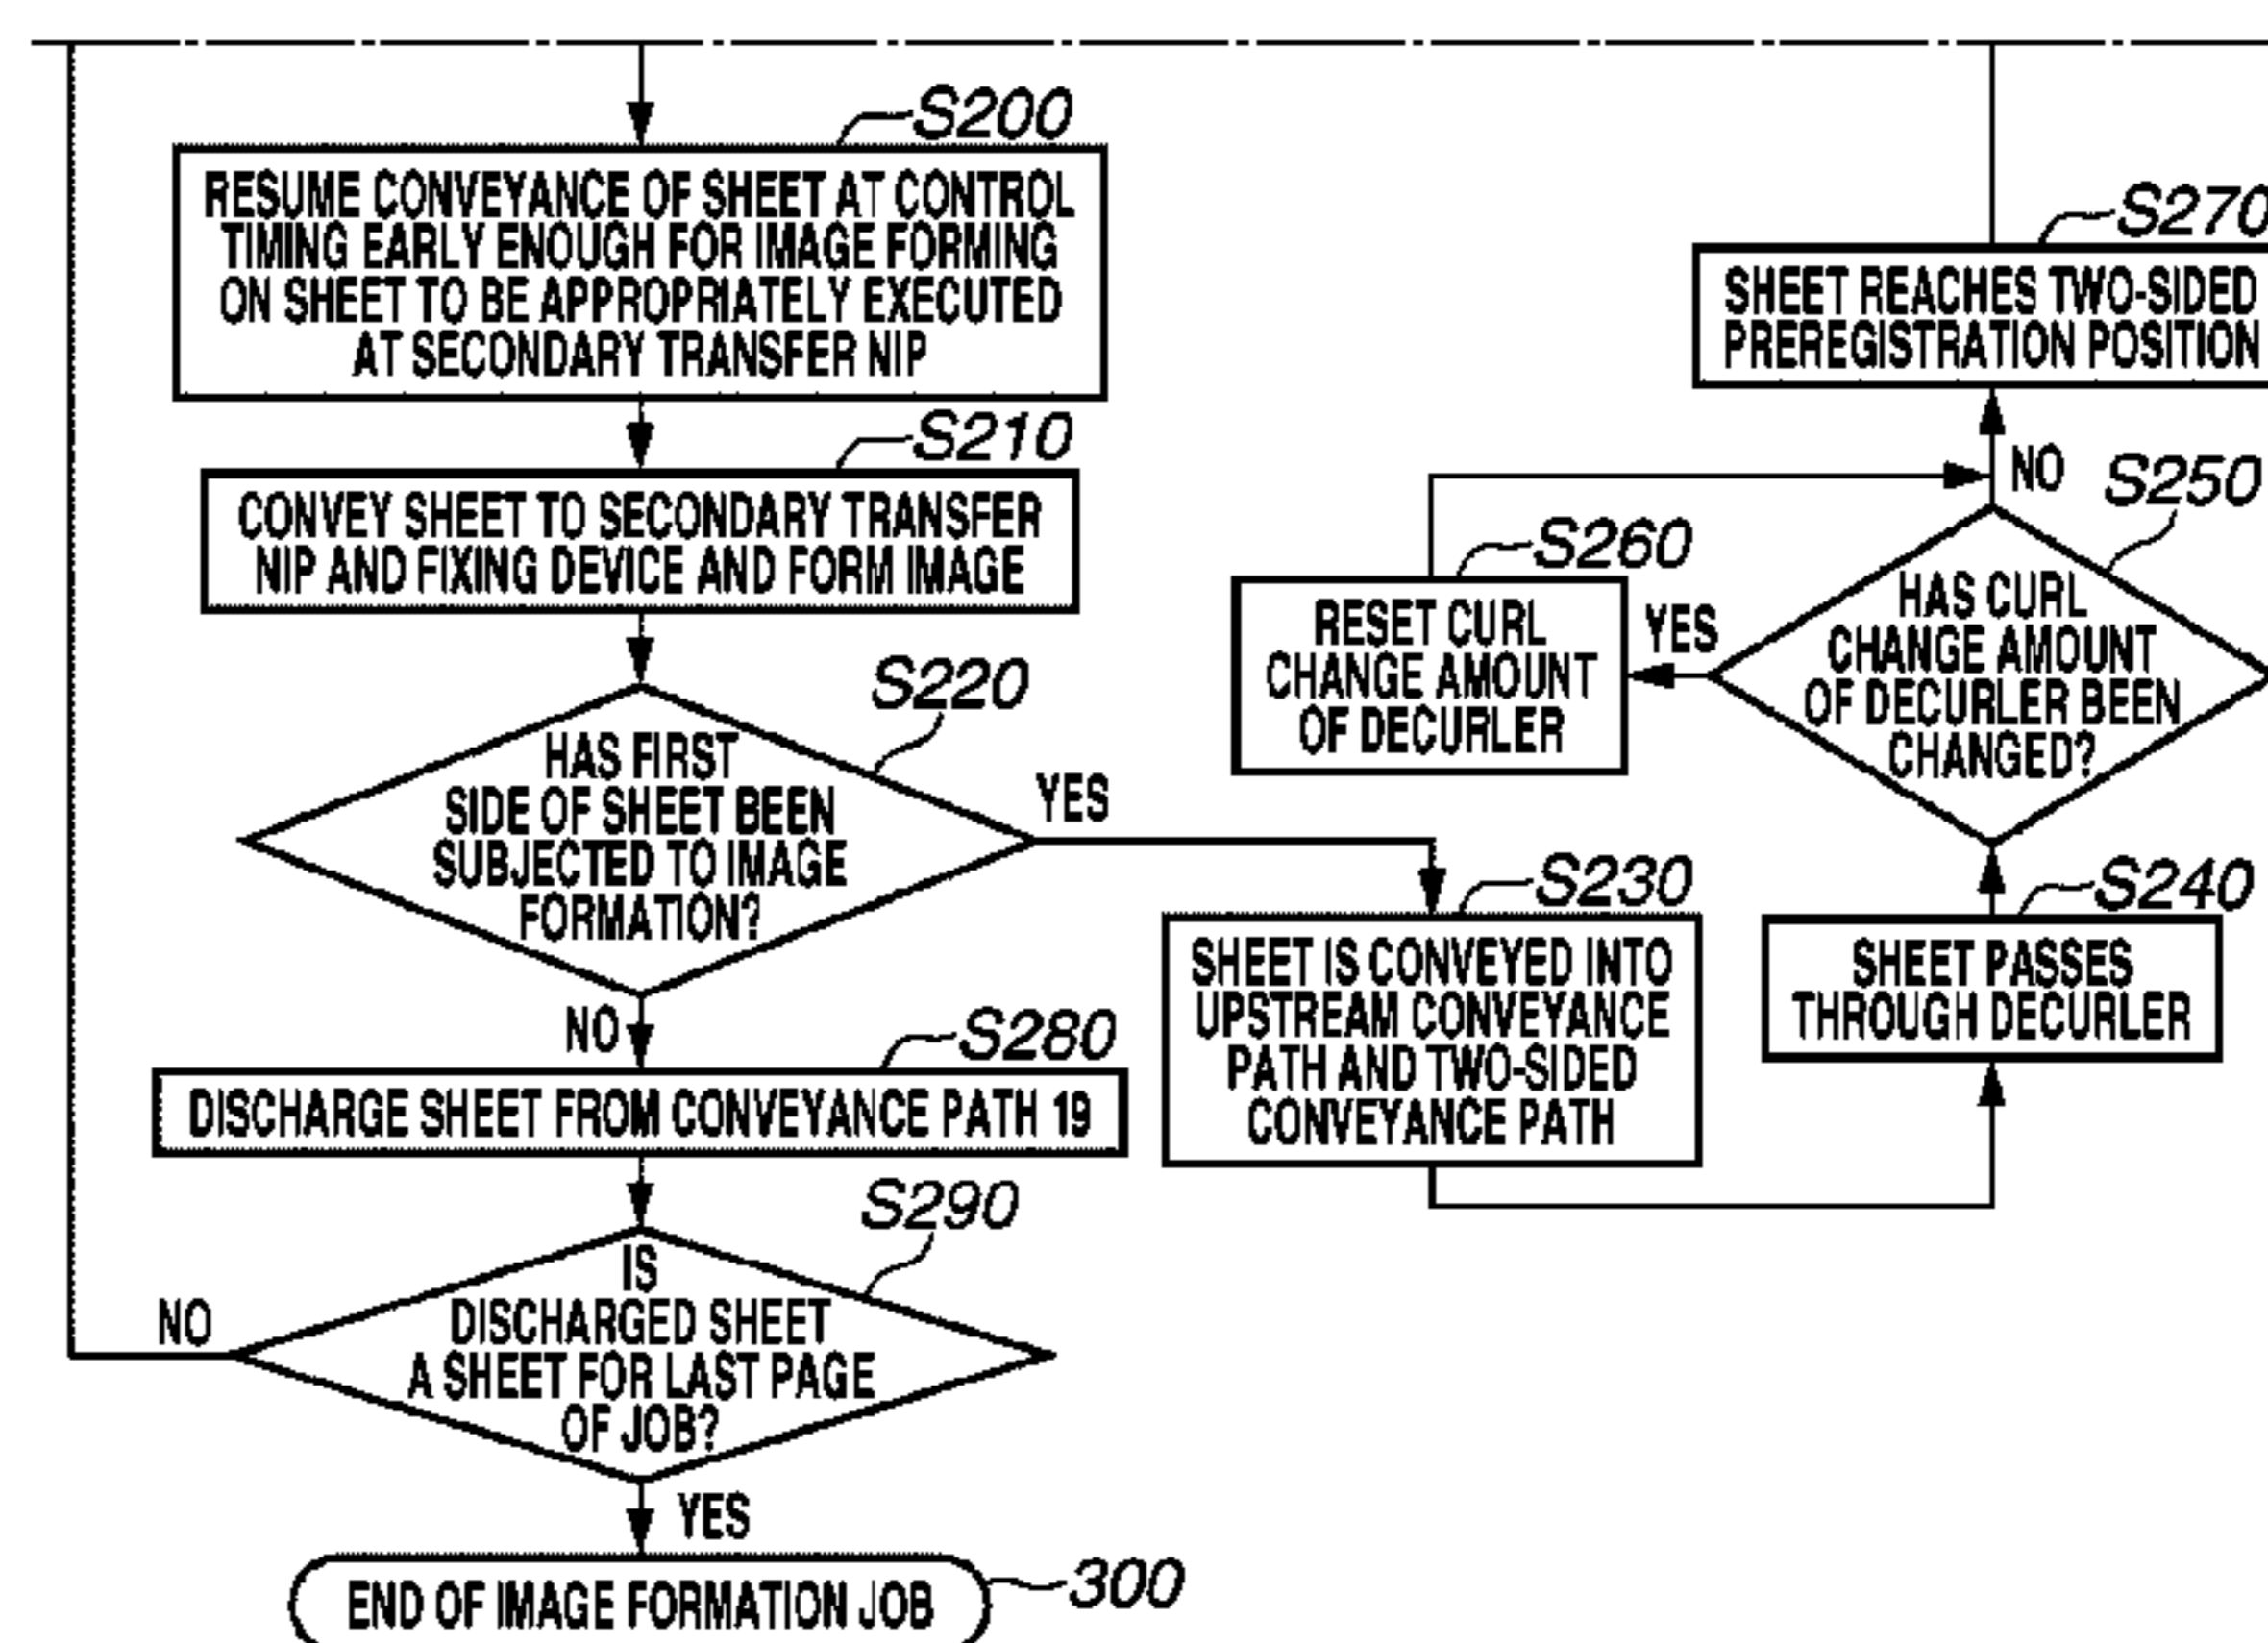 S200
RESUME CONVEYANCE OF SHEET AT CONTROL
TIMING EARLY ENOUGH FOR IMAGE FORMING
ON SHEET TO BE APPROPRIATELY EXECUTED
AT SECONDARY TRANSFER NIP
S210
CONVEY SHEET TO SECONDARY TRANSFER
NIP AND FIXING DEVICE AND FORM IMAGE
S220
HAS FIRST
SIDE OF SHEET BEEN
SUBJECTED TO IMAGE
FORMATION?
YES
NO
S230
SHEET IS CONVEYED INTO
UPSTREAM CONVEYANCE
PATH AND TWO-SIDED
CONVEYANCE PATH
S240
SHEET PASSES
THROUGH DECURLER
S250
HAS CURL
CHANGE AMOUNT
OF DECURLER BEEN
CHANGED?
YES
NO
S260
RESET CURL
CHANGE AMOUNT
OF DECURLER
S270
SHEET REACHES TWO-SIDED
PREREGISTRATION POSITION
S280
DISCHARGE SHEET FROM CONVEYANCE PATH 19
S290
IS
DISCHARGED SHEET
A SHEET FOR LAST PAGE
OF JOB?
NO
YES
END OF IMAGE FORMATION JOB
300